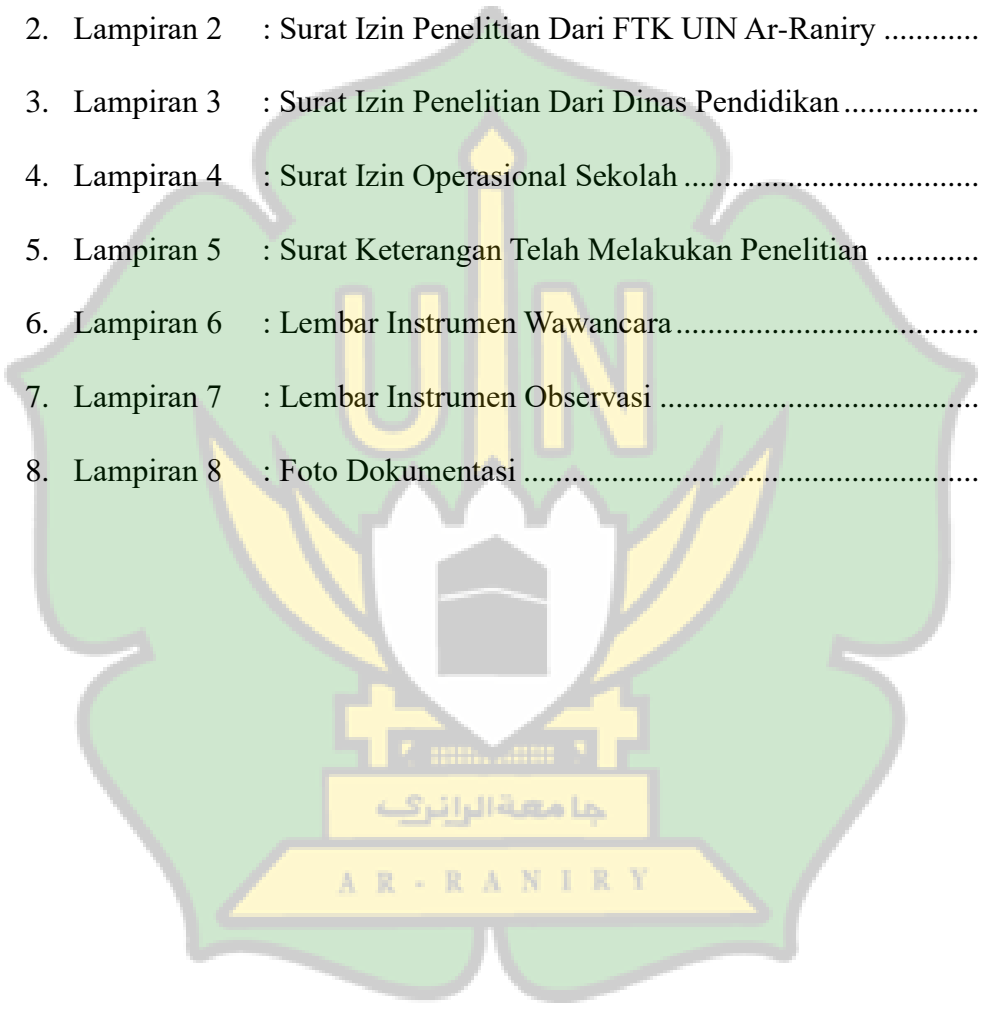 2. Lampiran 2 : Surat Izin Penelitian Dari FTK UIN Ar-Raniry ............
3. Lampiran 3 : Surat Izin Penelitian Dari Dinas Pendidikan .................
4. Lampiran 4 : Surat Izin Operasional Sekolah ...............................
5. Lampiran 5 : Surat Keterangan Telah Melakukan Penelitian .............
6. Lampiran 6 : Lembar Instrumen Wawancara ................................
7. Lampiran 7 : Lembar Instrumen Observasi ..................................
8. Lampiran 8 : Foto Dokumentasi ................................................
UIN
جامعة الرانرك
AR-RANIRY